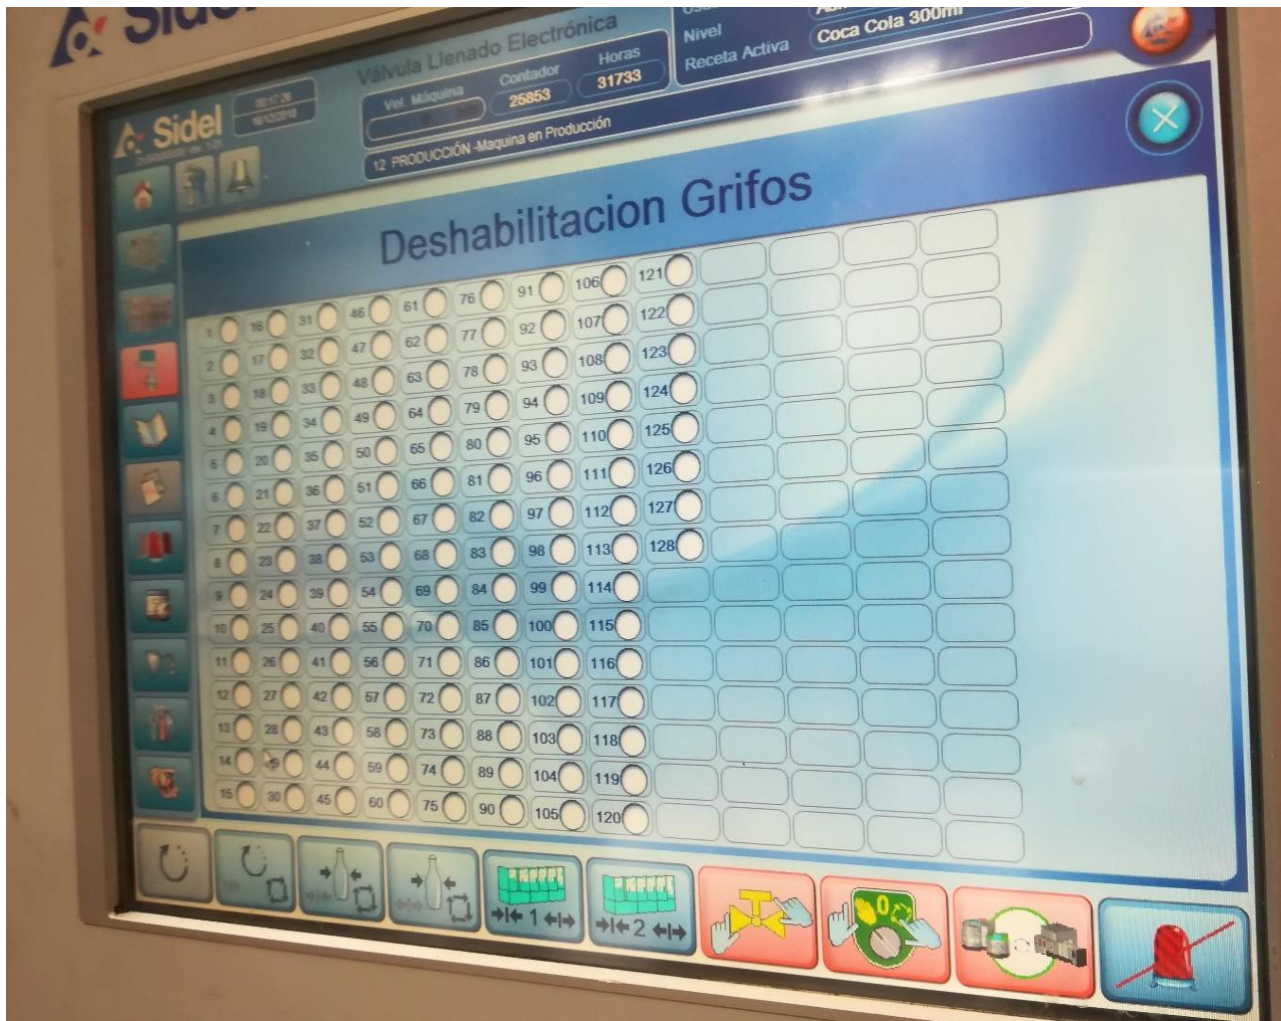 Sidel
Sidel
Válvula Llenado Electrónica
Vel. Máquina
Contador
25853
Horas
31733
Nivel
Receta Activa
Coca Cola 300ml
12 PRODUCCIÓN -Maquina en Producción
Deshabilitacion Grifos
1 16 31 46 61 76 91 106 121
2 17 32 47 62 77 92 107 122
3 18 33 48 63 78 93 108 123
4 19 34 49 64 79 94 109 124
5 20 35 50 65 80 95 110 125
6 21 36 51 66 81 96 111 126
7 22 37 52 67 82 97 112 127
8 23 38 53 68 83 98 113 128
9 24 39 54 69 84 99 114
10 25 40 55 70 85 100 115
11 26 41 56 71 86 101 116
12 27 42 57 72 87 102 117
13 28 43 58 73 88 103 118
14 44 59 74 89 104 119
15 30 45 60 75 90 105 120
1
2
0